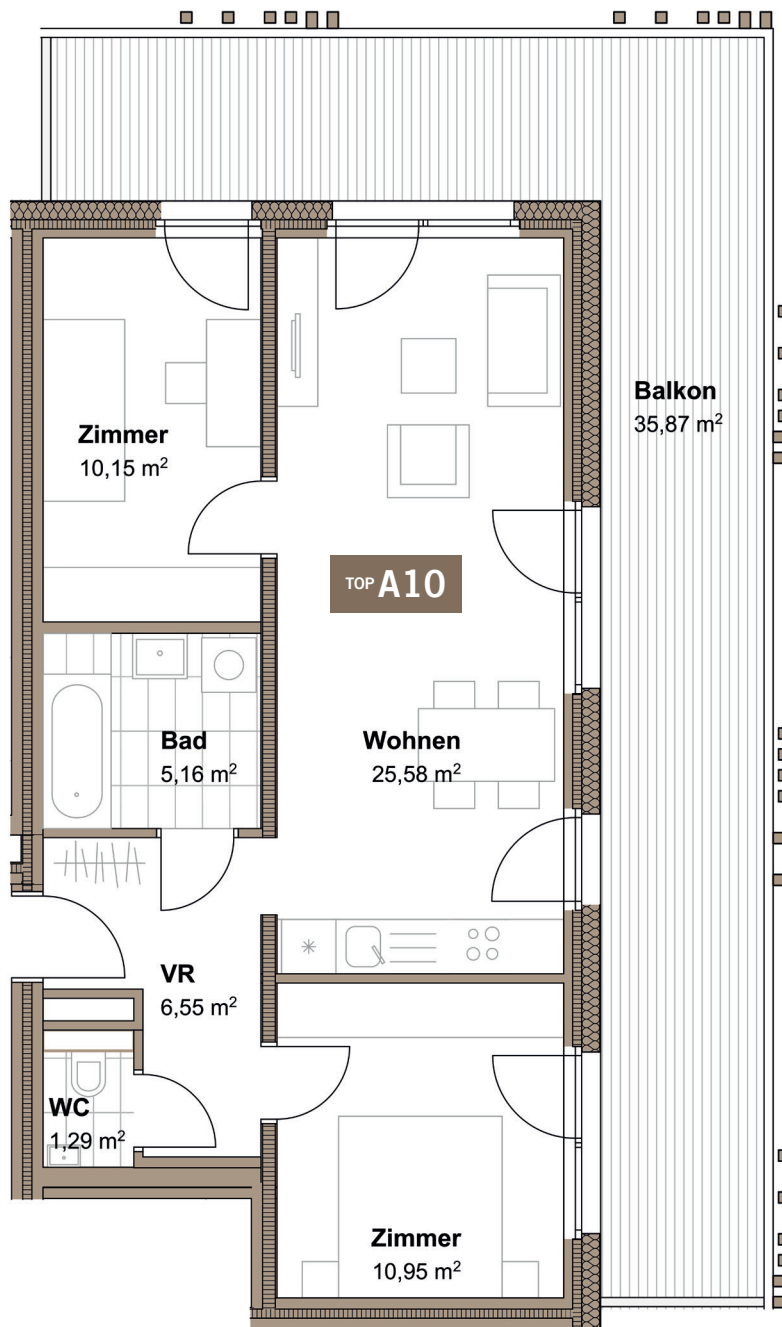 Balkon
35,87 m²
Zimmer
10,15 m²
TOP A10
Bad
5,16 m²
Wohnen
25,58 m²
VR
6,55 m²
WC
1,29 m²
Zimmer
10,95 m²